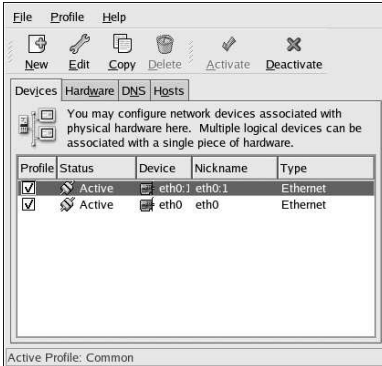 File Profile Help
New Edit Copy Delete Activate Deactivate
Devices Hardware DNS Hosts
You may configure network devices associated with
physical hardware here. Multiple logical devices can be
associated with a single piece of hardware.
Profile Status Device Nickname Type
Active eth0:1 eth0:1 Ethernet
Active eth0 eth0 Ethernet
Active Profile: Common